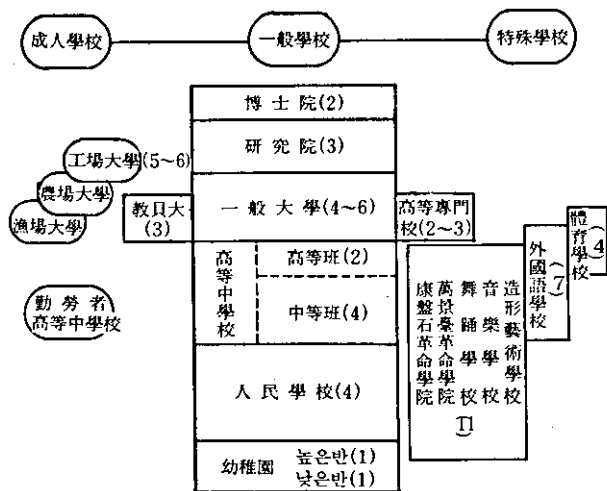 成人學校
一般學校
特殊學校
博士院(2)
研究院(3)
工場大學(5~6)
農場大學
漁場大學
教員大
(3)
一般大學(4~6)
高等專門
校(2~3)
高等中學校
高等班(2)
中等班(4)
勤勞者
高等中學校
人民學校(4)
幼稚園
높은반(1)
낮은반(1)
康盤石革命學院
萬景臺革命學院
舞踊學校
音樂學校
造形藝術學校
(11)
外國語學校(7)
體育學校(4)